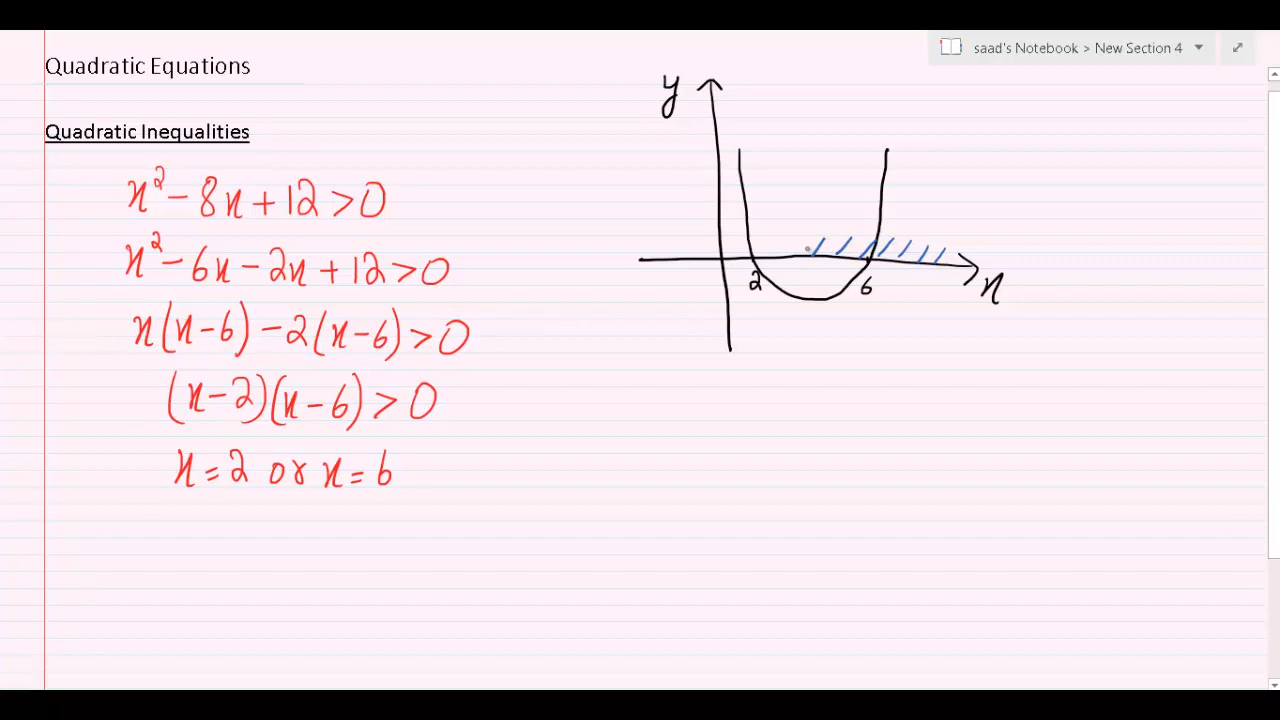 saad's Notebook > New Section 4
Quadratic Equations
Quadratic Inequalities
x² - 8x + 12 > 0
x² - 6x - 2x + 12 > 0
x(x-6) - 2(x-6) > 0
(x-2)(x-6) > 0
x = 2 or x = 6
y
2
6
x